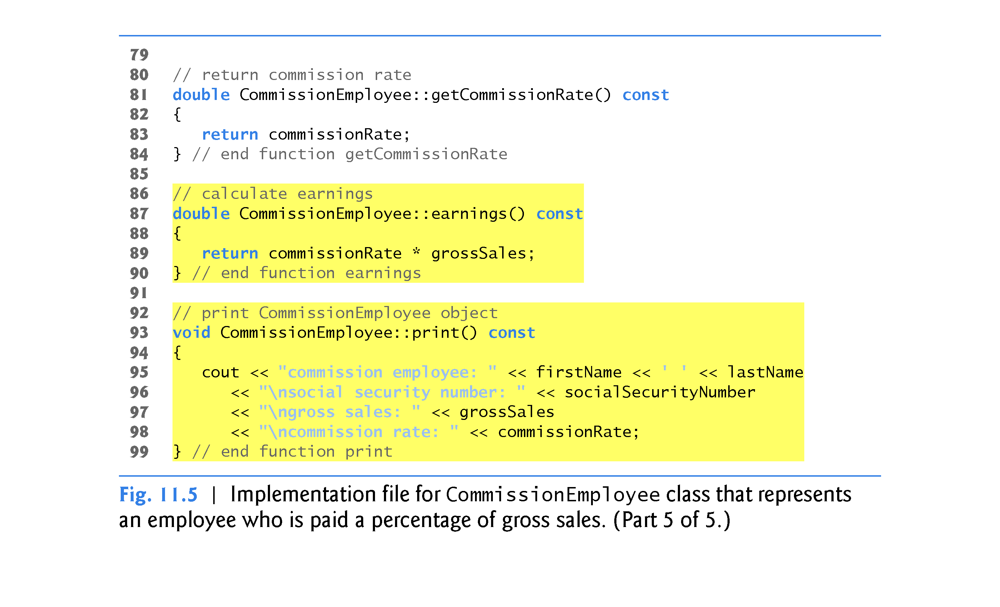 79
80 // return commission rate
81 double CommissionEmployee::getCommissionRate() const
82 {
83    return commissionRate;
84 } // end function getCommissionRate
85
86 // calculate earnings
87 double CommissionEmployee::earnings() const
88 {
89    return commissionRate * grossSales;
90 } // end function earnings
91
92 // print CommissionEmployee object
93 void CommissionEmployee::print() const
94 {
95    cout << "commission employee: " << firstName << ' ' << lastName
96       << "\nsocial security number: " << socialSecurityNumber
97       << "\ngross sales: " << grossSales
98       << "\ncommission rate: " << commissionRate;
99 } // end function print
Fig. 11.5 | Implementation file for CommissionEmployee class that represents
an employee who is paid a percentage of gross sales. (Part 5 of 5.)